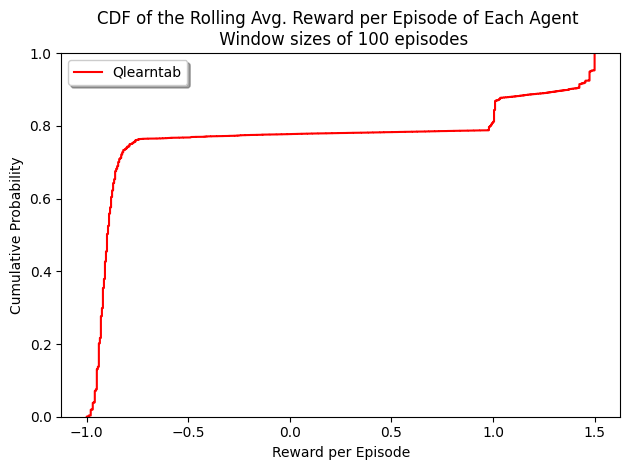 CDF of the Rolling Avg. Reward per Episode of Each Agent
Window sizes of 100 episodes
Qlearntab
Cumulative Probability
1.0
0.8
0.6
0.4
0.2
0.0
−1.0 −0.5 0.0 0.5 1.0 1.5
Reward per Episode